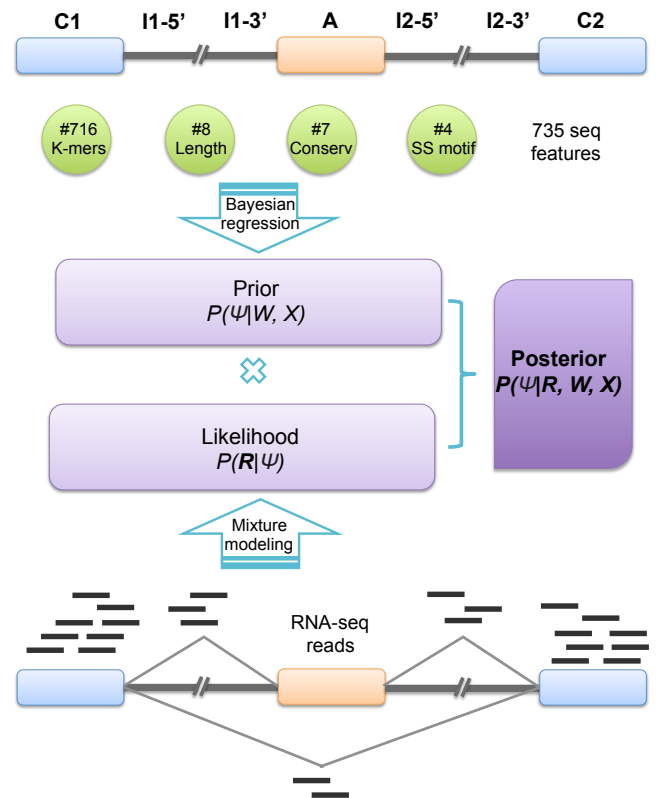 C1 I1-5’ I1-3’ A I2-5’ I2-3’ C2
#716
K-mers
#8
Length
#7
Conserv
#4
SS motif
735 seq
features
Bayesian
regression
Prior
P(Ψ|W, X)
Likelihood
P(R|Ψ)
Posterior
P(Ψ|R, W, X)
Mixture
modeling
RNA-seq
reads